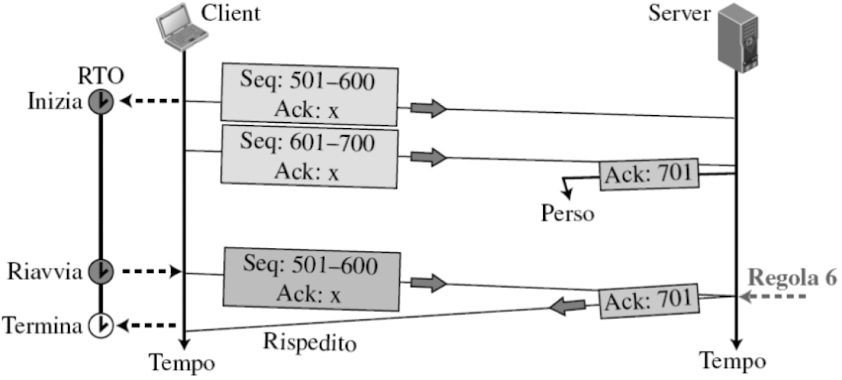 Client
Server
RTO
Inizia
Seq: 501–600
Ack: x
Seq: 601–700
Ack: x
Ack: 701
Perso
Riavvia
Seq: 501–600
Ack: x
Regola 6
Ack: 701
Termina
Rispedito
Tempo
Tempo